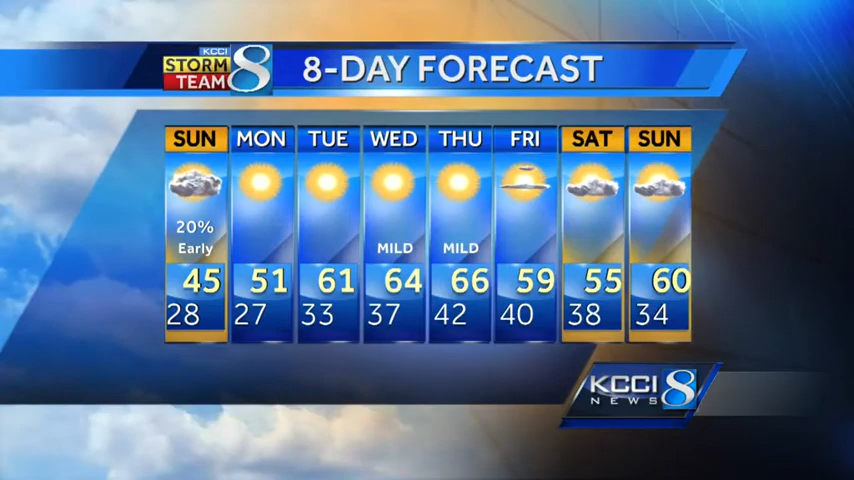 KCCI
STORM
TEAM 8
8-DAY FORECAST
SUN MON TUE WED THU FRI SAT SUN
20%
Early MILD MILD
45 51 61 64 66 59 55 60
28 27 33 37 42 40 38 34
KCCI 8
NEWS